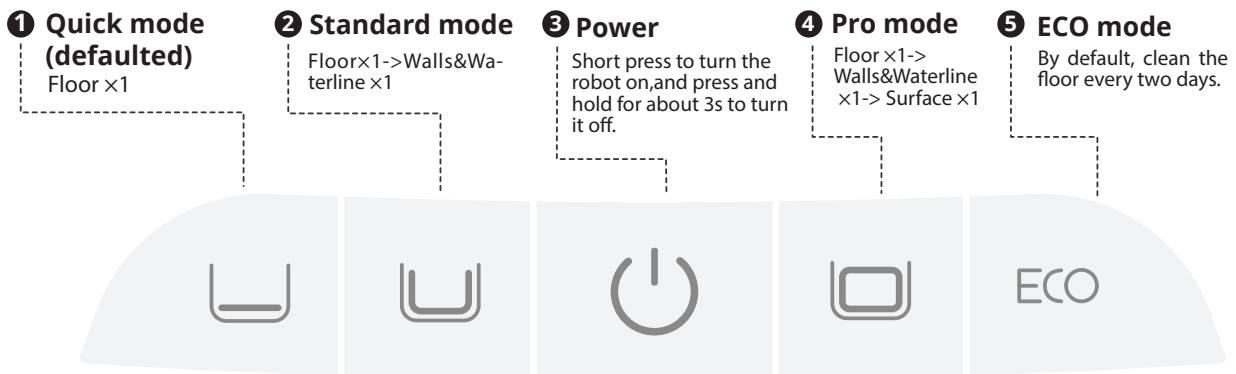 1 Quick mode
(defaulted)
Floor ×1
2 Standard mode
Floor×1->Walls&Wa-
terline ×1
3 Power
Short press to turn the
robot on,and press and
hold for about 3s to turn
it off.
4 Pro mode
Floor ×1->
Walls&Waterline
×1-> Surface ×1
5 ECO mode
By default, clean the
floor every two days.
ECO